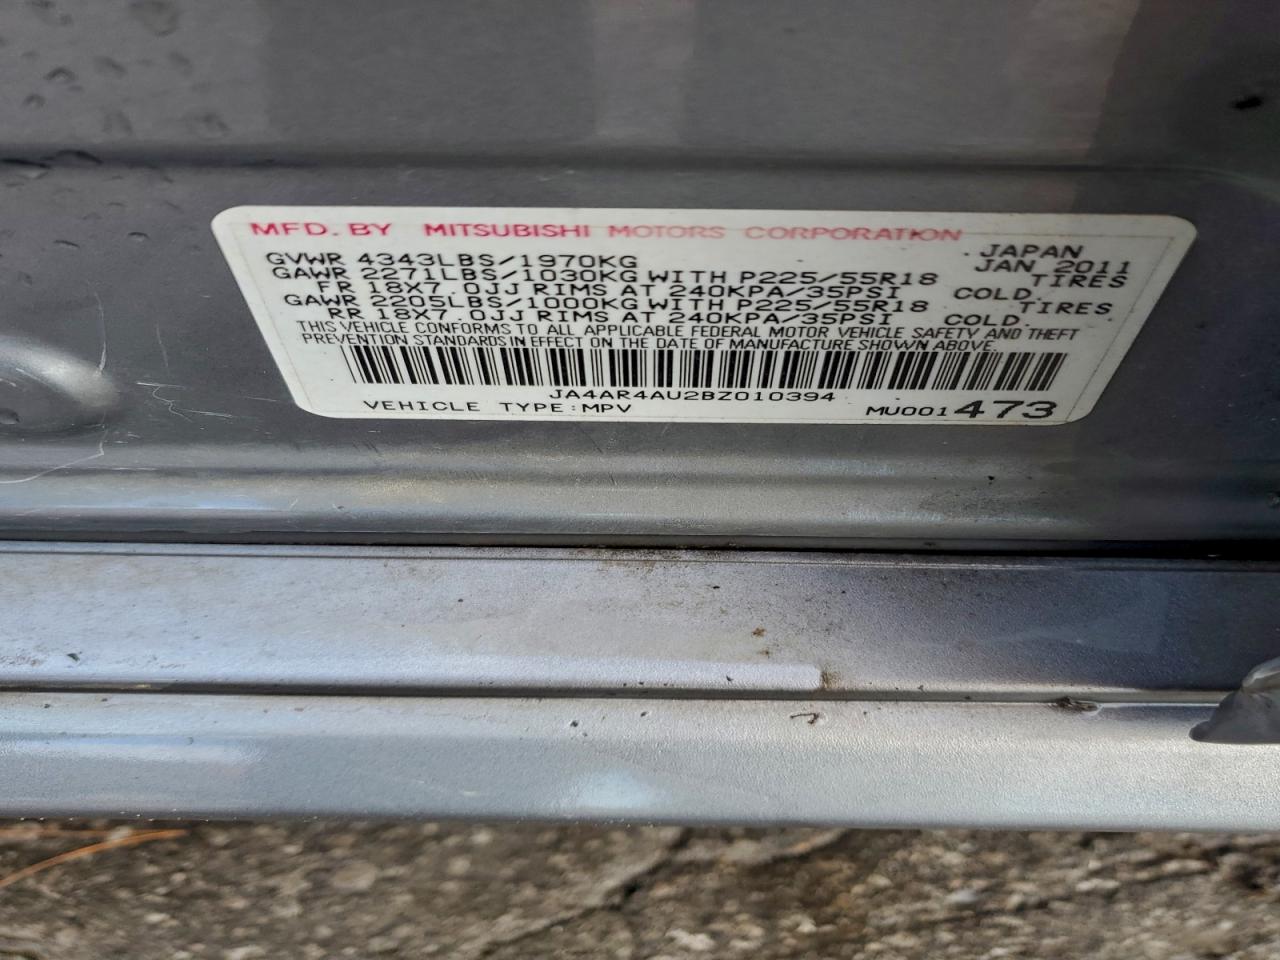 MFD. BY MITSUBISHI MOTORS CORPORATION
JAPAN
GVWR 4343LBS/1970KG JAN 2011
GAWR 2271LBS/1030KG WITH P225/55R18 TIRES
FR 18X7.0JJ RIMS AT 240KPA/35PSI COLD.
GAWR 2205LBS/1000KG WITH P225/55R18 TIRES
RR 18X7.0JJ RIMS AT 240KPA/35PSI COLD.
THIS VEHICLE CONFORMS TO ALL APPLICABLE FEDERAL MOTOR VEHICLE SAFETY AND THEFT
PREVENTION STANDARDS IN EFFECT ON THE DATE OF MANUFACTURE SHOWN ABOVE.
JA4AR4AU2BZ010394
VEHICLE TYPE:MPV MU001473